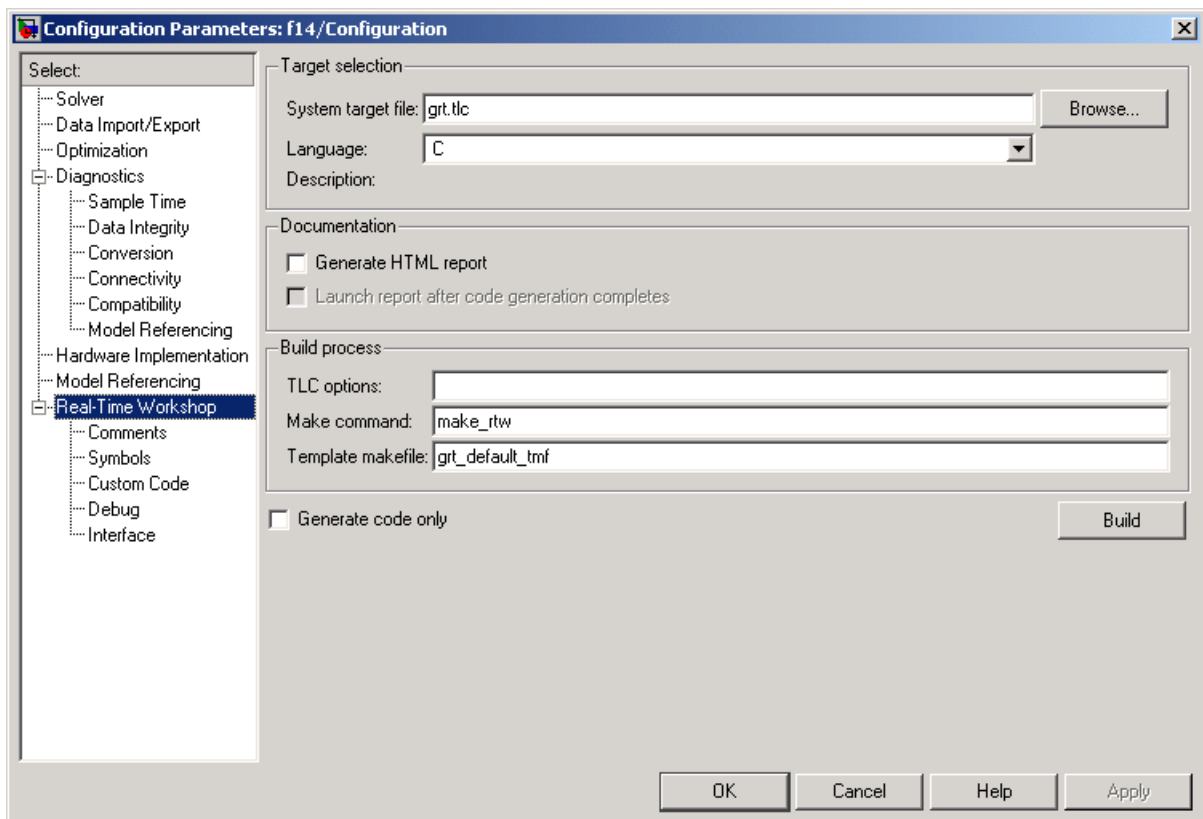 Configuration Parameters: f14/Configuration
Select:
Solver
Data Import/Export
Optimization
Diagnostics
Sample Time
Data Integrity
Conversion
Connectivity
Compatibility
Model Referencing
Hardware Implementation
Model Referencing
Real-Time Workshop
Comments
Symbols
Custom Code
Debug
Interface
Target selection
System target file: grt.tlc Browse...
Language: C
Description:
Documentation
Generate HTML report
Launch report after code generation completes
Build process
TLC options:
Make command: make_rtw
Template makefile: grt_default_tmf
Generate code only Build
OK Cancel Help Apply